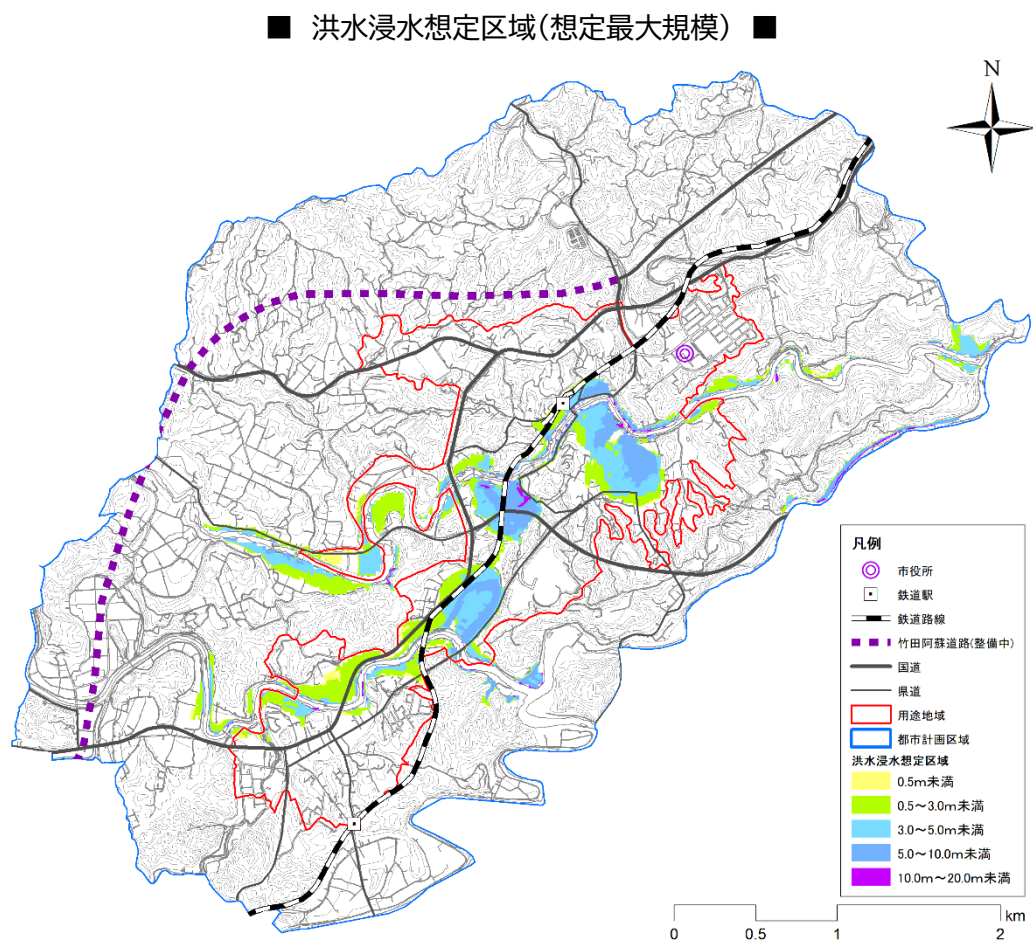 ■ 洪水浸水想定区域(想定最大規模) ■
N
凡例
市役所
鉄道駅
鉄道路線
竹田阿蘇道路(整備中)
国道
県道
用途地域
都市計画区域
洪水浸水想定区域
0.5m未満
0.5～3.0m未満
3.0～5.0m未満
5.0～10.0m未満
10.0m～20.0m未満
km
0 0.5 1 2